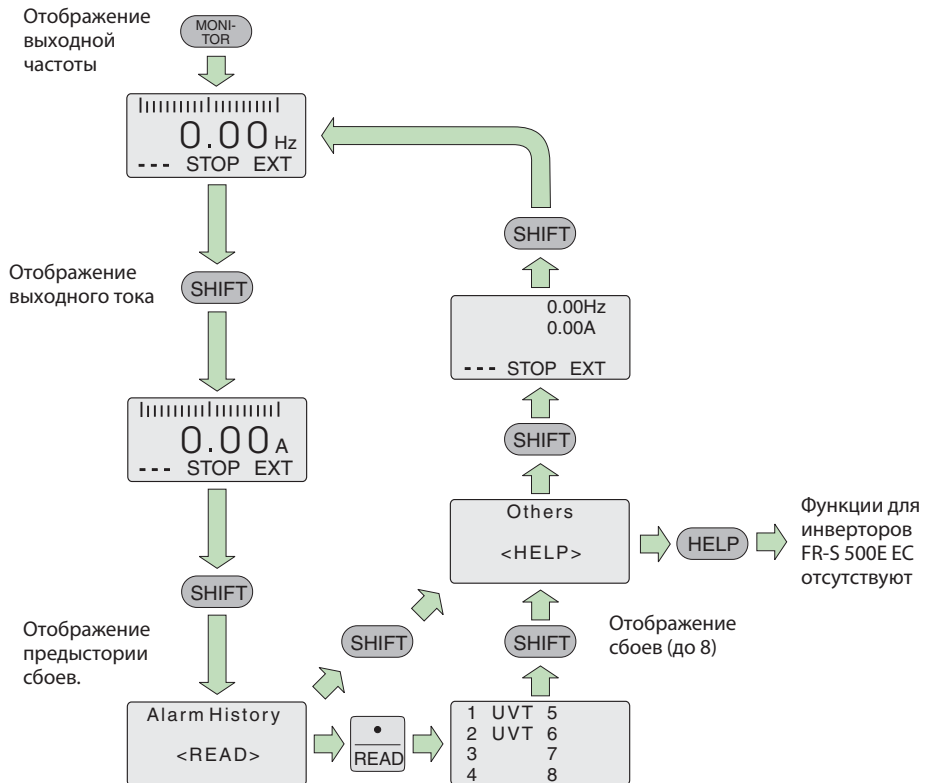 Отображение
выходной
частоты
MONI-
TOR
0.00 Hz
--- STOP EXT
Отображение
выходного тока
SHIFT
0.00 A
--- STOP EXT
SHIFT
Отображение
предыстории
сбоев.
Alarm History
<READ>
SHIFT
•
READ
1 UVT 5
2 UVT 6
3 7
4 8
SHIFT
Отображение
сбоев (до 8)
Others
<HELP>
HELP
Функции для
инверторов
FR-S 500E EC
отсутствуют
SHIFT
0.00Hz
0.00A
--- STOP EXT
SHIFT